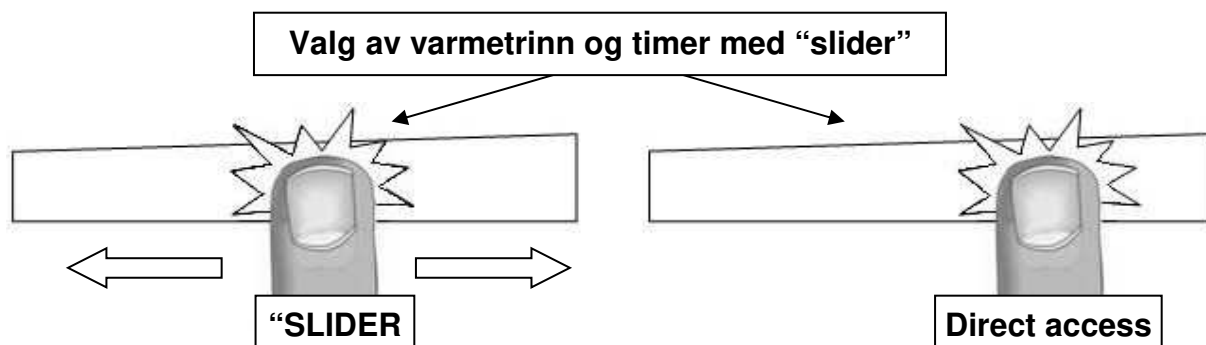 Valg av varmetrinn og timer med “slider”
“SLIDER
Direct access